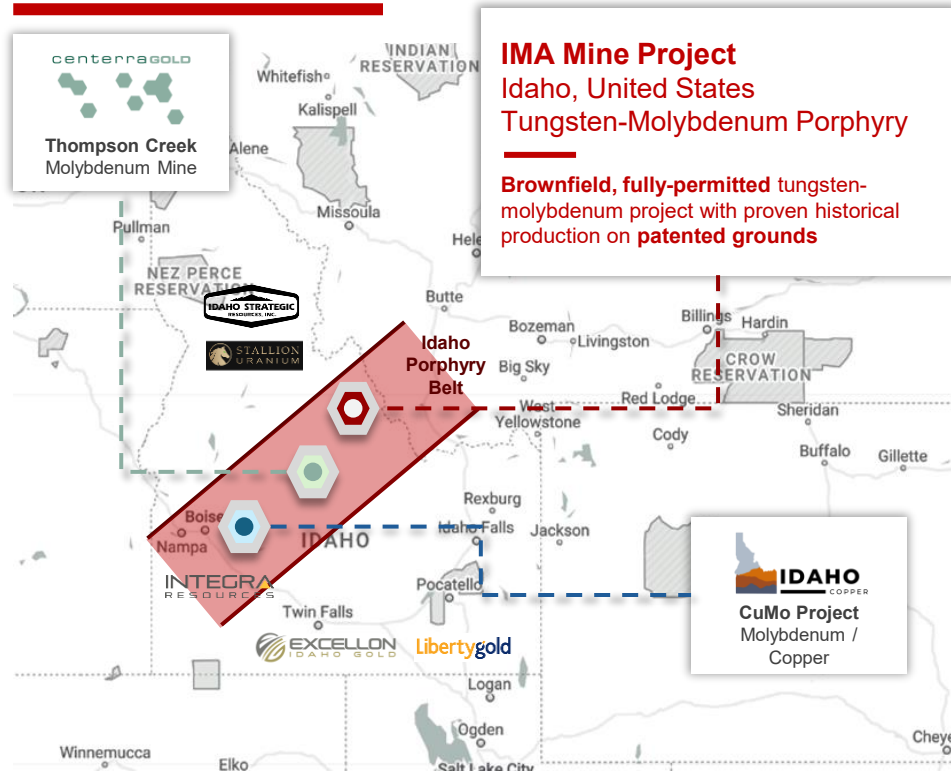 centerraGOLD
Thompson Creek
Molybdenum Mine
IMA Mine Project
Idaho, United States
Tungsten-Molybdenum Porphyry
Brownfield, fully-permitted tungsten-
molybdenum project with proven historical
production on patented grounds
INDIAN
RESERVATION
Whitefish
Kalispell
Alene
Missoula
Pullman
Hele
NEZ PERCE
RESERVATION
IDAHO STRATEGIC
RESOURCES, INC.
STALLION
URANIUM
Butte
Bozeman
Livingston
Billings
Hardin
Idaho
Porphyry
Belt
Big Sky
CROW
RESERVATION
West
Yellowstone
Red Lodge
Sheridan
Cody
Buffalo
Gillette
Rexburg
Boise
Nampa
IDAHO
Idaho Falls
Jackson
INTEGRA
RESOURCES
Pocatello
Twin Falls
EXCELLON
IDAHO GOLD
Libertygold
IDAHO
COPPER
CuMo Project
Molybdenum /
Copper
Logan
Ogden
Salt Lake City
Winnemucca
Elko
Cheye